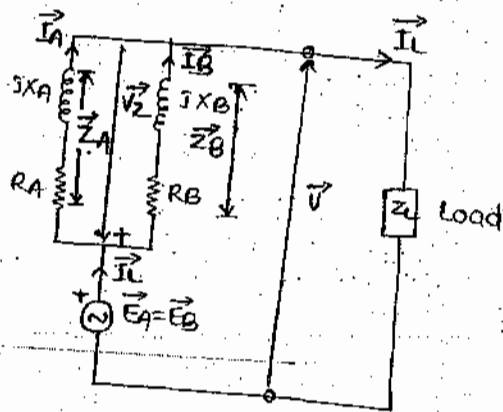 I_A
I_B
I_L
jX_A
Z_A
V_Z
jX_B
Z_B
R_A
R_B
V
Z_L
Load
+
I_L
+
E_A = E_B